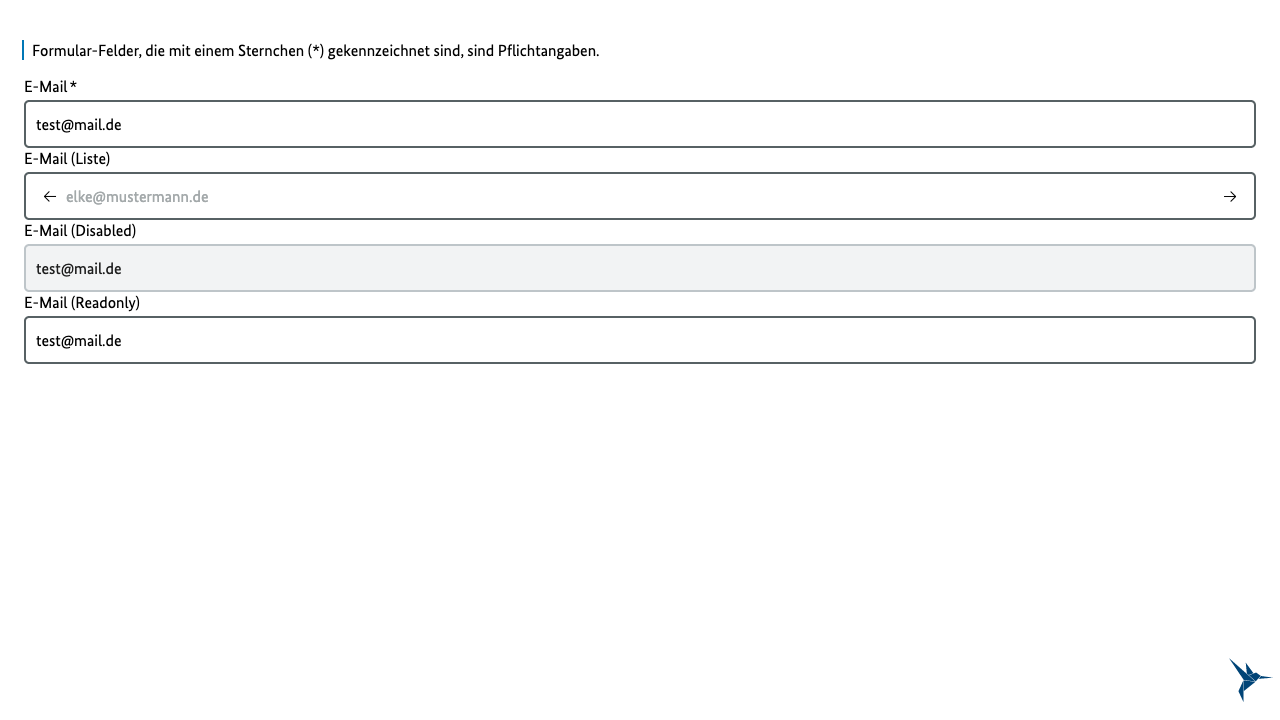 Formular-Felder, die mit einem Sternchen (*) gekennzeichnet sind, sind Pflichtangaben.
E-Mail *
test@mail.de
E-Mail (Liste)
← elke@mustermann.de →
E-Mail (Disabled)
test@mail.de
E-Mail (Readonly)
test@mail.de